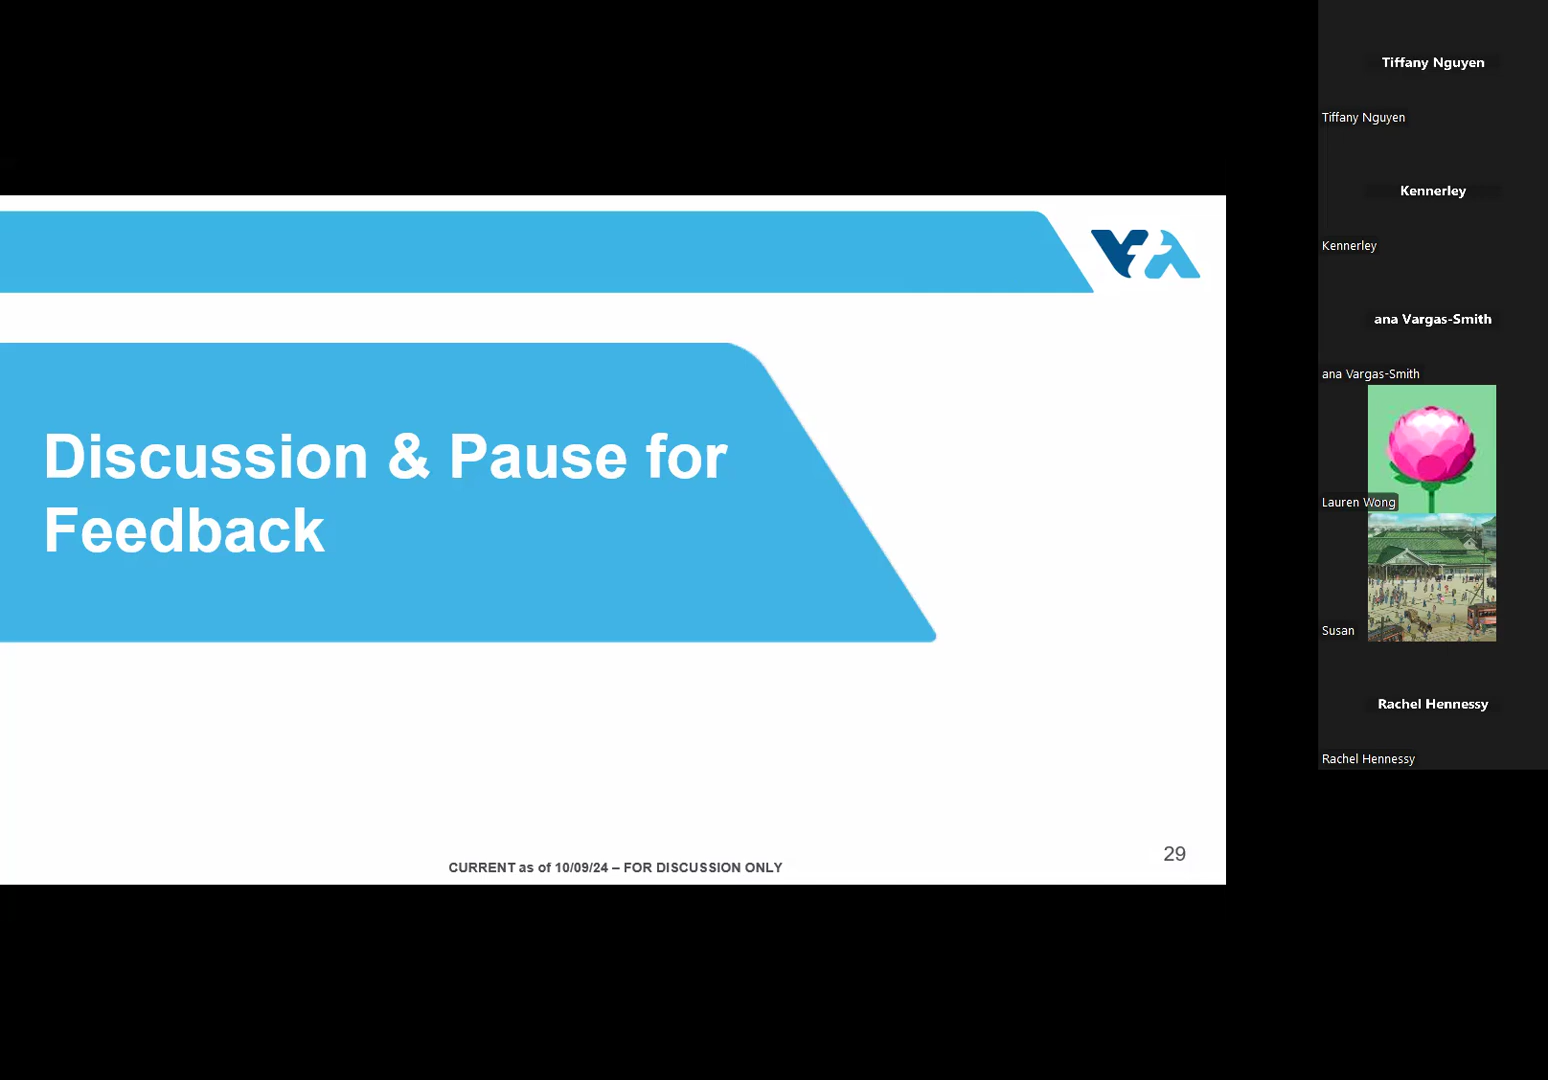 VTA
Discussion & Pause for
Feedback
CURRENT as of 10/09/24 – FOR DISCUSSION ONLY
29
Tiffany Nguyen
Tiffany Nguyen
Kennerley
Kennerley
ana Vargas-Smith
ana Vargas-Smith
Lauren Wong
Susan
Rachel Hennessy
Rachel Hennessy